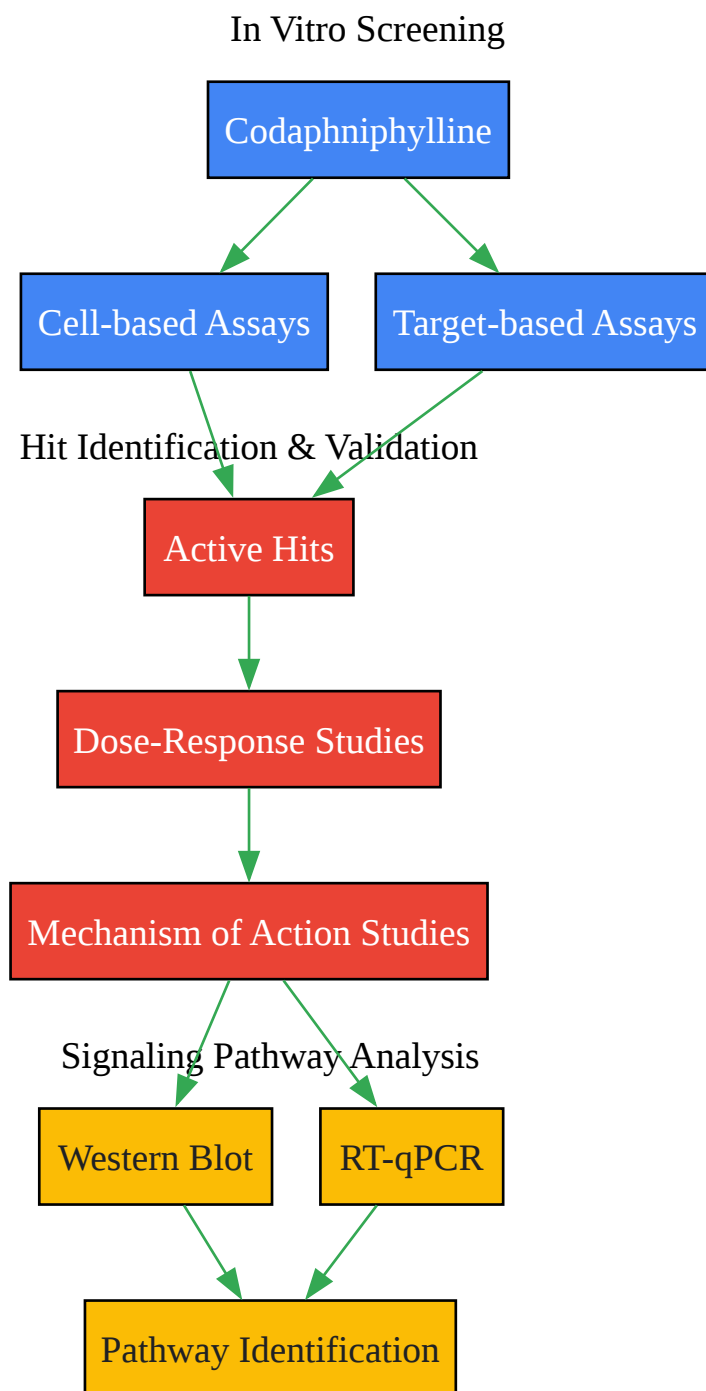 In Vitro Screening
Codaphniphylline
Cell-based Assays
Target-based Assays
Hit Identification & Validation
Active Hits
Dose-Response Studies
Mechanism of Action Studies
Signaling Pathway Analysis
Western Blot
RT-qPCR
Pathway Identification